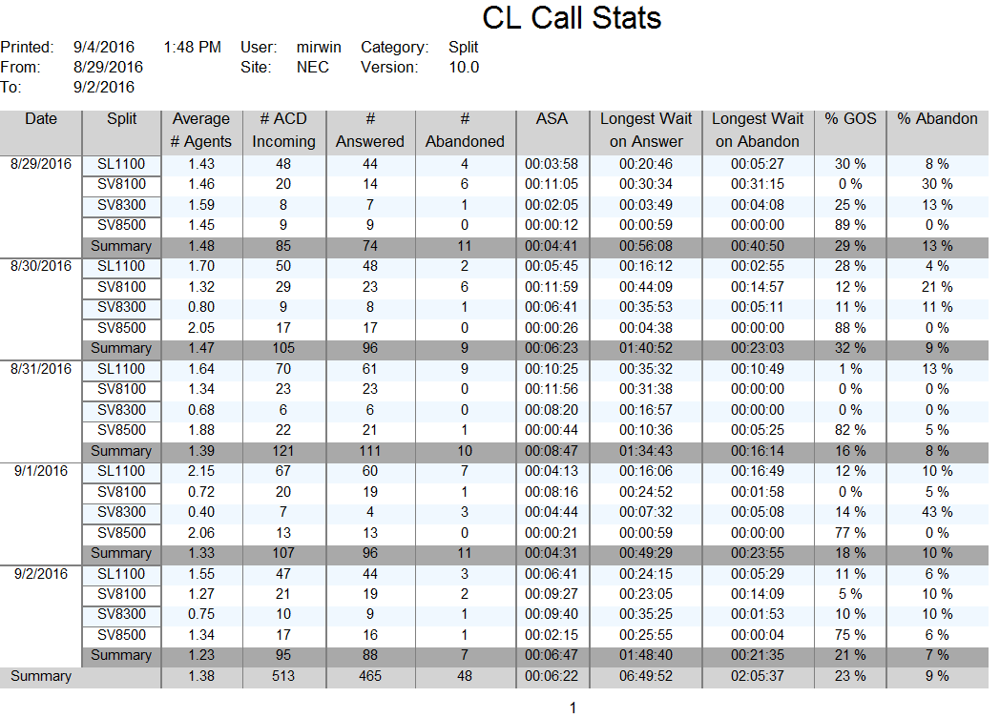 CL Call Stats
Printed: 9/4/2016 1:48 PM User: mirwin Category: Split
From: 8/29/2016 Site: NEC Version: 10.0
To: 9/2/2016
Date Split Average # ACD # # ASA Longest Wait Longest Wait % GOS % Abandon
# Agents Incoming Answered Abandoned on Answer on Abandon
8/29/2016 SL1100 1.43 48 44 4 00:03:58 00:20:46 00:05:27 30 % 8 %
SV8100 1.46 20 14 6 00:11:05 00:30:34 00:31:15 0 % 30 %
SV8300 1.59 8 7 1 00:02:05 00:03:49 00:04:08 25 % 13 %
SV8500 1.45 9 9 0 00:00:12 00:00:59 00:00:00 89 % 0 %
Summary 1.48 85 74 11 00:04:41 00:56:08 00:40:50 29 % 13 %
8/30/2016 SL1100 1.70 50 48 2 00:05:45 00:16:12 00:02:55 28 % 4 %
SV8100 1.32 29 23 6 00:11:59 00:44:09 00:14:57 12 % 21 %
SV8300 0.80 9 8 1 00:06:41 00:35:53 00:05:11 11 % 11 %
SV8500 2.05 17 17 0 00:00:26 00:04:38 00:00:00 88 % 0 %
Summary 1.47 105 96 9 00:06:23 01:40:52 00:23:03 32 % 9 %
8/31/2016 SL1100 1.64 70 61 9 00:10:25 00:35:32 00:10:49 1 % 13 %
SV8100 1.34 23 23 0 00:11:56 00:31:38 00:00:00 0 % 0 %
SV8300 0.68 6 6 0 00:08:20 00:16:57 00:00:00 0 % 0 %
SV8500 1.88 22 21 1 00:00:44 00:10:36 00:05:25 82 % 5 %
Summary 1.39 121 111 10 00:08:47 01:34:43 00:16:14 16 % 8 %
9/1/2016 SL1100 2.15 67 60 7 00:04:13 00:16:06 00:16:49 12 % 10 %
SV8100 0.72 20 19 1 00:08:16 00:24:52 00:01:58 0 % 5 %
SV8300 0.40 7 4 3 00:04:44 00:07:32 00:05:08 14 % 43 %
SV8500 2.06 13 13 0 00:00:21 00:00:59 00:00:00 77 % 0 %
Summary 1.33 107 96 11 00:04:31 00:49:29 00:23:55 18 % 10 %
9/2/2016 SL1100 1.55 47 44 3 00:06:41 00:24:15 00:05:29 11 % 6 %
SV8100 1.27 21 19 2 00:09:27 00:23:05 00:14:09 5 % 10 %
SV8300 0.75 10 9 1 00:09:40 00:35:25 00:01:53 10 % 10 %
SV8500 1.34 17 16 1 00:02:15 00:25:55 00:00:04 75 % 6 %
Summary 1.23 95 88 7 00:06:47 01:48:40 00:21:35 21 % 7 %
Summary 1.38 513 465 48 00:06:22 06:49:52 02:05:37 23 % 9 %
1